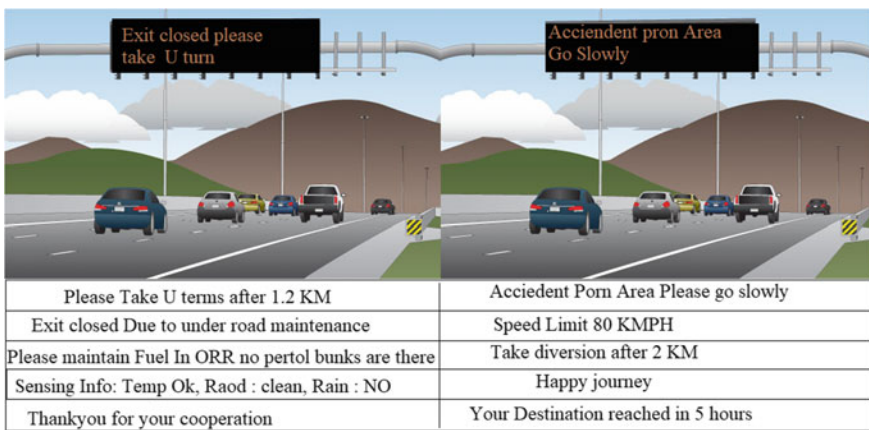 Exit closed please
take U turn
Acciendent pron Area
Go Slowly
Please Take U terms after 1.2 KM
Exit closed Due to under road maintenance
Please maintain Fuel In ORR no pertol bunks are there
Sensing Info: Temp Ok, Raod : clean, Rain : NO
Thankyou for your cooperation
Acciedent Porn Area Please go slowly
Speed Limit 80 KMPH
Take diversion after 2 KM
Happy journey
Your Destination reached in 5 hours